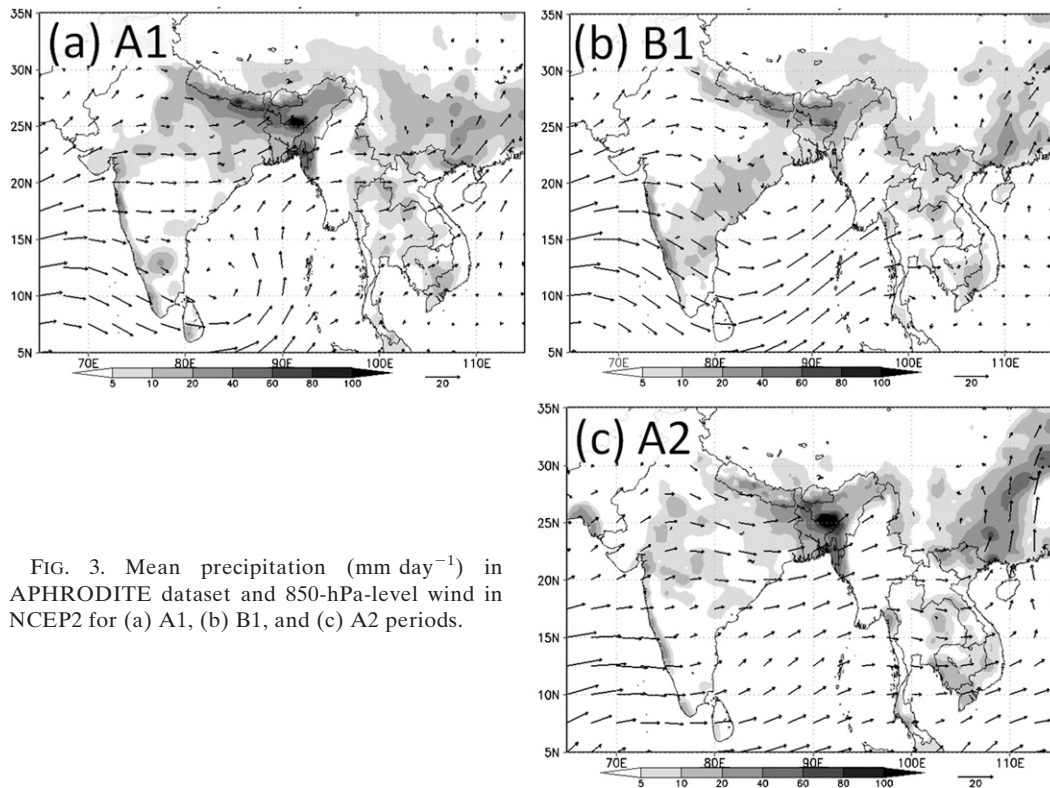 (a) A1
35N
30N
25N
20N
15N
10N
5N
70E 80E 90E 100E 110E
5 10 20 40 60 80 100
20
(b) B1
35N
30N
25N
20N
15N
10N
5N
70E 80E 90E 100E 110E
5 10 20 40 60 80 100
20
(c) A2
35N
30N
25N
20N
15N
10N
5N
70E 80E 90E 100E 110E
5 10 20 40 60 80 100
20
FIG. 3. Mean precipitation (mm day⁻¹) in
APHRODITE dataset and 850-hPa-level wind in
NCEP2 for (a) A1, (b) B1, and (c) A2 periods.